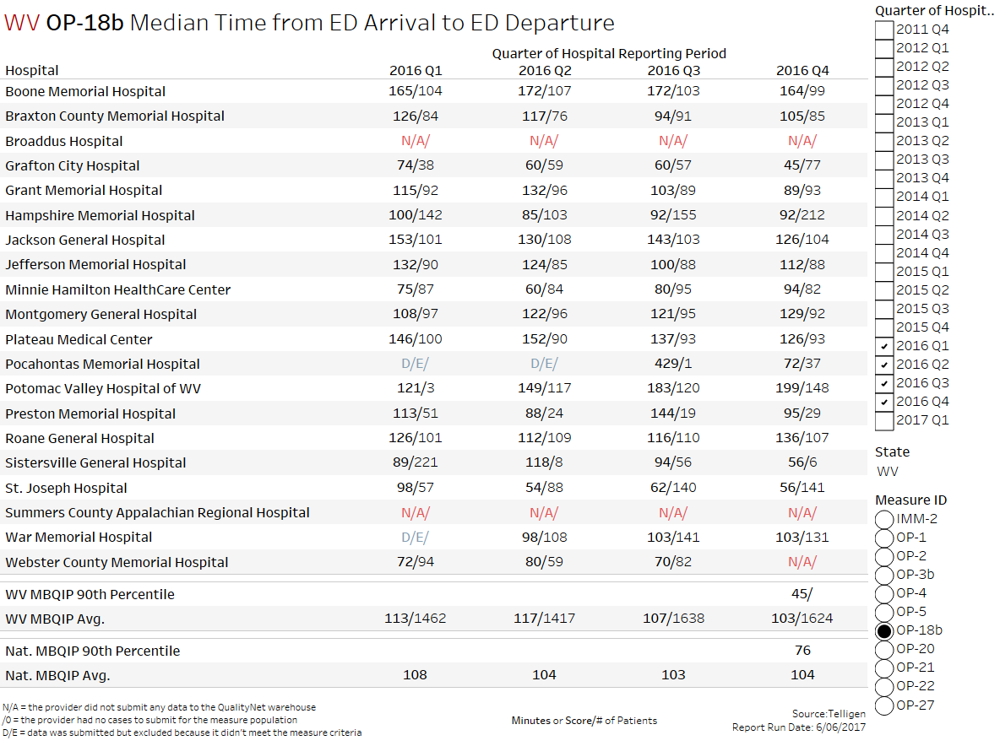 WV OP-18b Median Time from ED Arrival to ED Departure
Quarter of Hospital Reporting Period
Hospital 2016 Q1 2016 Q2 2016 Q3 2016 Q4
Boone Memorial Hospital 165/104 172/107 172/103 164/99
Braxton County Memorial Hospital 126/84 117/76 94/91 105/85
Broaddus Hospital N/A/ N/A/ N/A/ N/A/
Grafton City Hospital 74/38 60/59 60/57 45/77
Grant Memorial Hospital 115/92 132/96 103/89 89/93
Hampshire Memorial Hospital 100/142 85/103 92/155 92/212
Jackson General Hospital 153/101 130/108 143/103 126/104
Jefferson Memorial Hospital 132/90 124/85 100/88 112/88
Minnie Hamilton HealthCare Center 75/87 60/84 80/95 94/82
Montgomery General Hospital 108/97 122/96 121/95 129/92
Plateau Medical Center 146/100 152/90 137/93 126/93
Pocahontas Memorial Hospital D/E/ D/E/ 429/1 72/37
Potomac Valley Hospital of WV 121/3 149/117 183/120 199/148
Preston Memorial Hospital 113/51 88/24 144/19 95/29
Roane General Hospital 126/101 112/109 116/110 136/107
Sistersville General Hospital 89/221 118/8 94/56 56/6
St. Joseph Hospital 98/57 54/88 62/140 56/141
Summers County Appalachian Regional Hospital N/A/ N/A/ N/A/ N/A/
War Memorial Hospital D/E/ 98/108 103/141 103/131
Webster County Memorial Hospital 72/94 80/59 70/82 N/A/
WV MBQIP 90th Percentile 45/
WV MBQIP Avg. 113/1462 117/1417 107/1638 103/1624
Nat. MBQIP 90th Percentile 76
Nat. MBQIP Avg. 108 104 103 104
N/A = the provider did not submit any data to the QualityNet warehouse
/0 = the provider had no cases to submit for the measure population
D/E = data was submitted but excluded because it didn't meet the measure criteria
Minutes or Score/# of Patients
Source:Telligen
Report Run Date: 6/06/2017
Quarter of Hospit..
2011 Q4
2012 Q1
2012 Q2
2012 Q3
2012 Q4
2013 Q1
2013 Q2
2013 Q3
2013 Q4
2014 Q1
2014 Q2
2014 Q3
2014 Q4
2015 Q1
2015 Q2
2015 Q3
2015 Q4
2016 Q1
2016 Q2
2016 Q3
2016 Q4
2017 Q1
State
WV
Measure ID
IMM-2
OP-1
OP-2
OP-3b
OP-4
OP-5
OP-18b
OP-20
OP-21
OP-22
OP-27